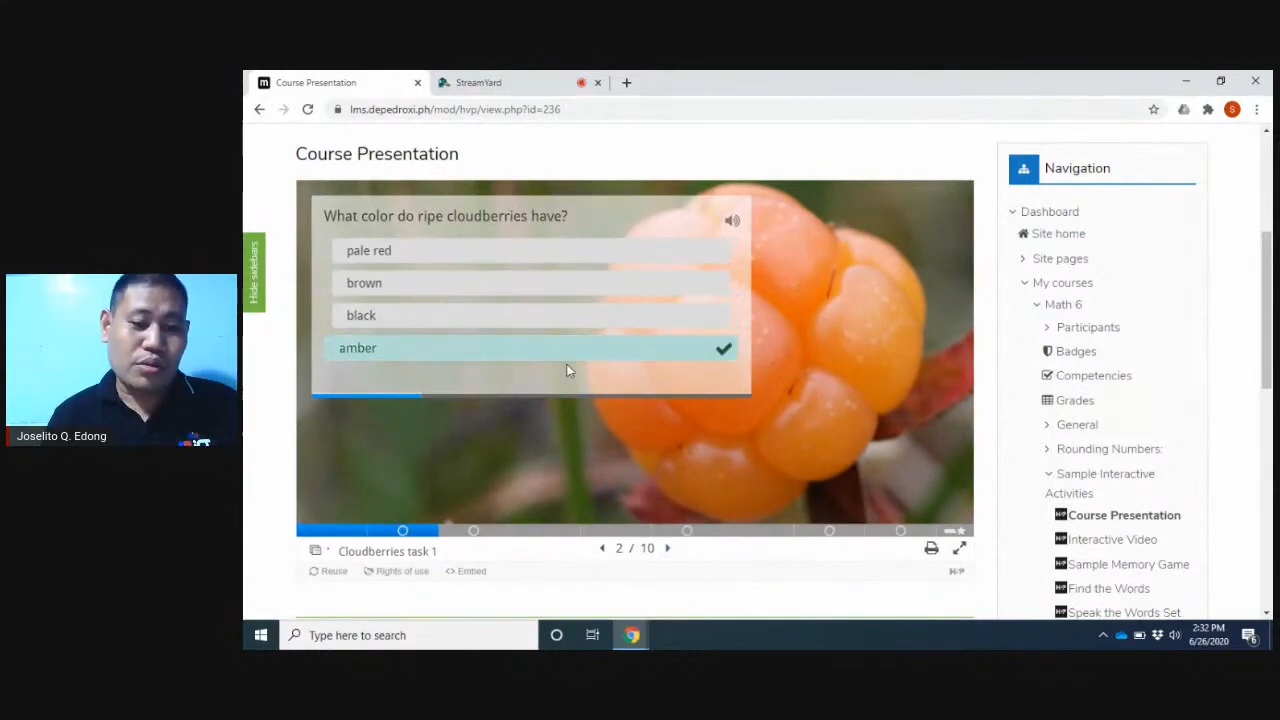 Course Presentation
StreamYard
lms.depedroxi.ph/mod/hvp/view.php?id=236
S
Course Presentation
Navigation
What color do ripe cloudberries have?
pale red
brown
black
amber
Hide sidebars
Dashboard
Site home
Site pages
My courses
Math 6
Participants
Badges
Competencies
Grades
General
Rounding Numbers:
Sample Interactive
Activities
H-P Course Presentation
H-P Interactive Video
H-P Sample Memory Game
H-P Find the Words
H-P Speak the Words Set
Joselito Q. Edong
Cloudberries task 1
2 / 10
Reuse
Rights of use
<> Embed
H-P
Type here to search
2:32 PM
6/26/2020
6